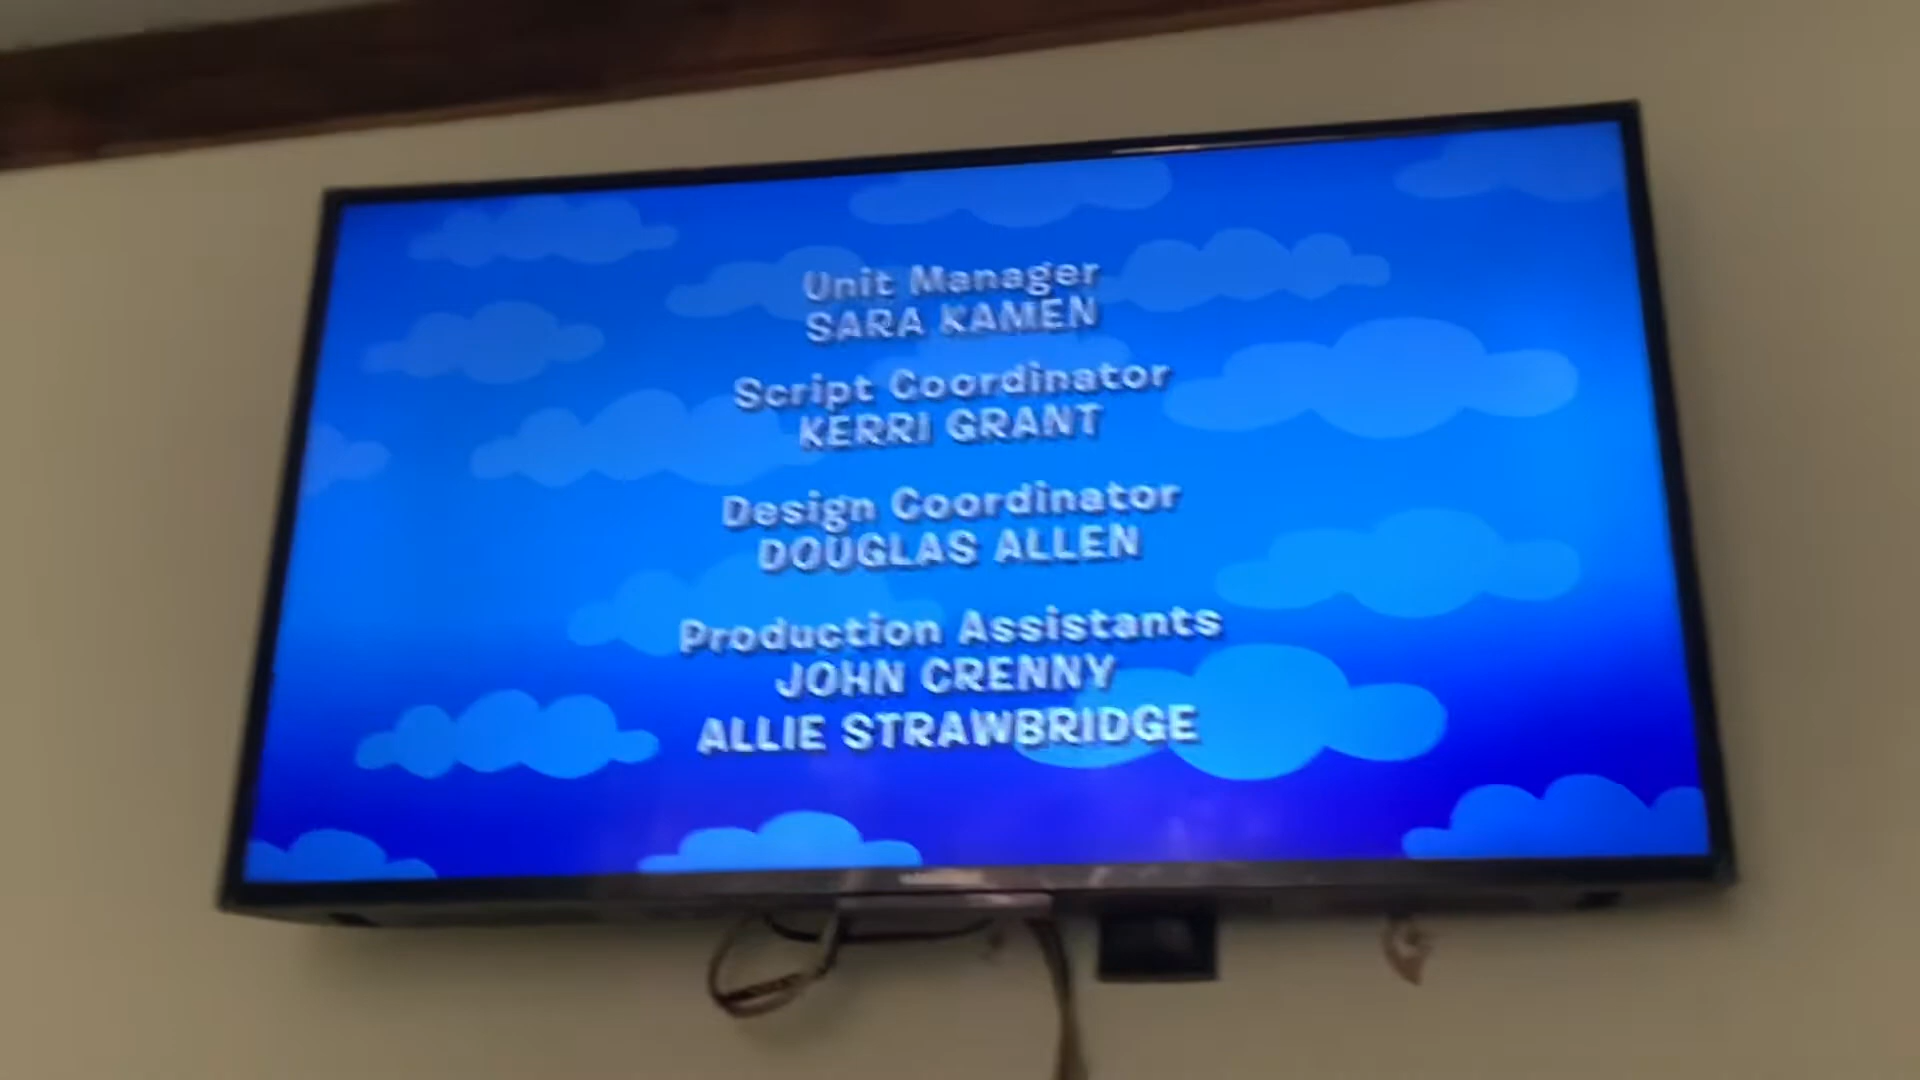 Unit Manager
SARA KAMEN
Script Coordinator
KERRI GRANT
Design Coordinator
DOUGLAS ALLEN
Production Assistants
JOHN CRENNY
ALLIE STRAWBRIDGE